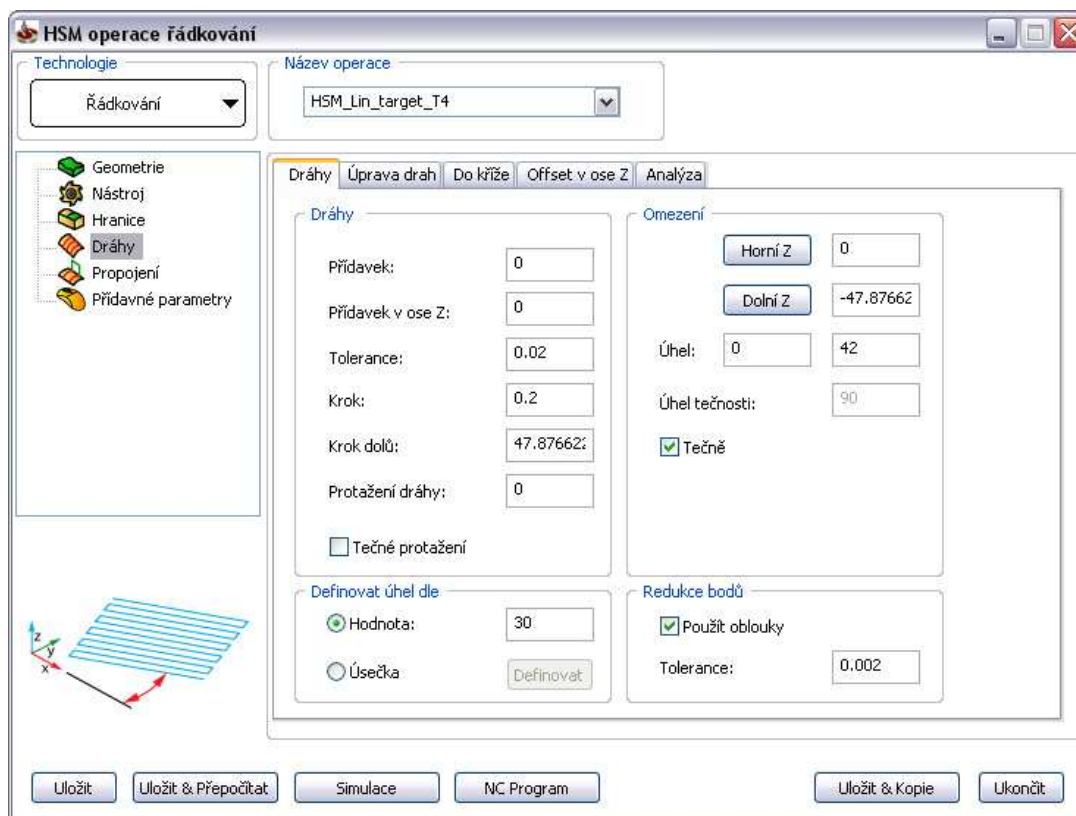 HSM operace řádkování
Technologie
Řádkování
Název operace
HSM_Lin_target_T4
Geometrie
Nástroj
Hranice
Dráhy
Propojení
Přídavné parametry
Dráhy Úprava drah Do kříže Offset v ose Z Analýza
Dráhy
Přídavek: 0
Přídavek v ose Z: 0
Tolerance: 0.02
Krok: 0.2
Krok dolů: 47.876622
Protažení dráhy: 0
Tečné protažení
Omezení
Horní Z 0
Dolní Z -47.87662
Úhel: 0 42
Úhel tečnosti: 90
Tečně
Definovat úhel dle
Hodnota: 30
Úsečka Definovat
Redukce bodů
Použít oblouky
Tolerance: 0.002
z
y
x
Uložit Uložit & Přepočítat Simulace NC Program Uložit & Kopie Ukončit